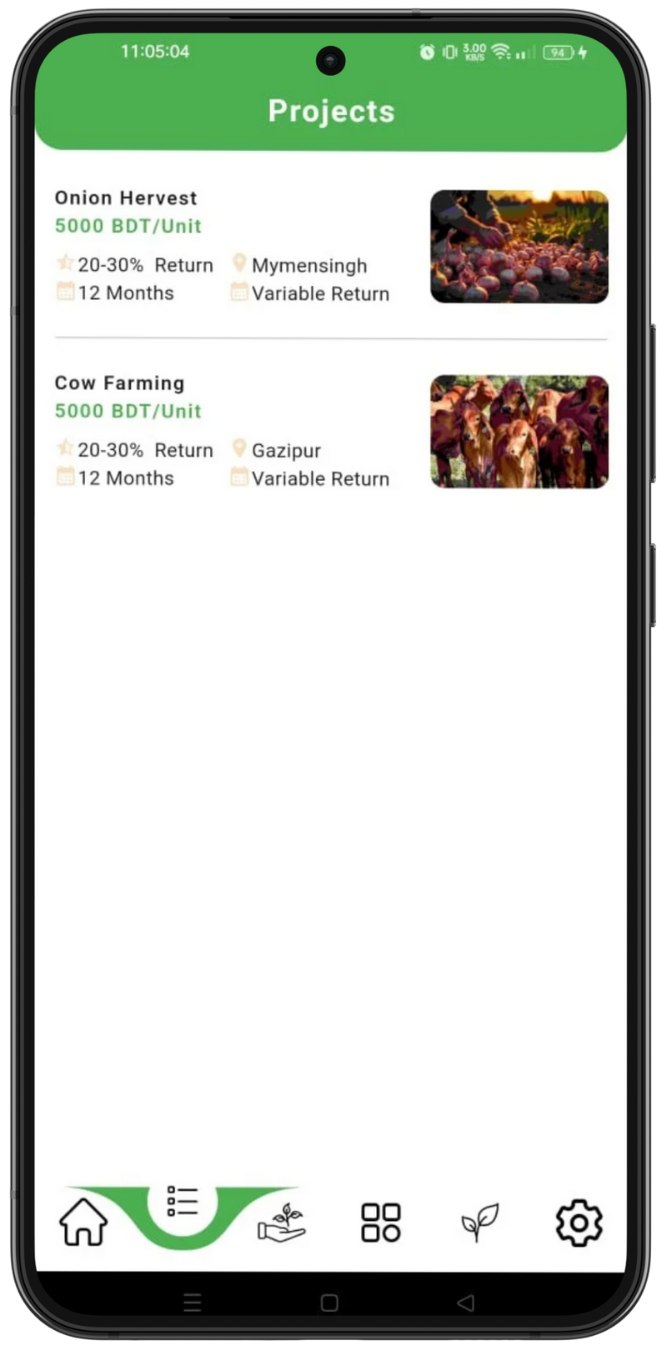 11:05:04
3.00
KB/S
94
Projects
Onion Hervest
5000 BDT/Unit
20-30% Return
Mymensingh
12 Months
Variable Return
Cow Farming
5000 BDT/Unit
20-30% Return
Gazipur
12 Months
Variable Return